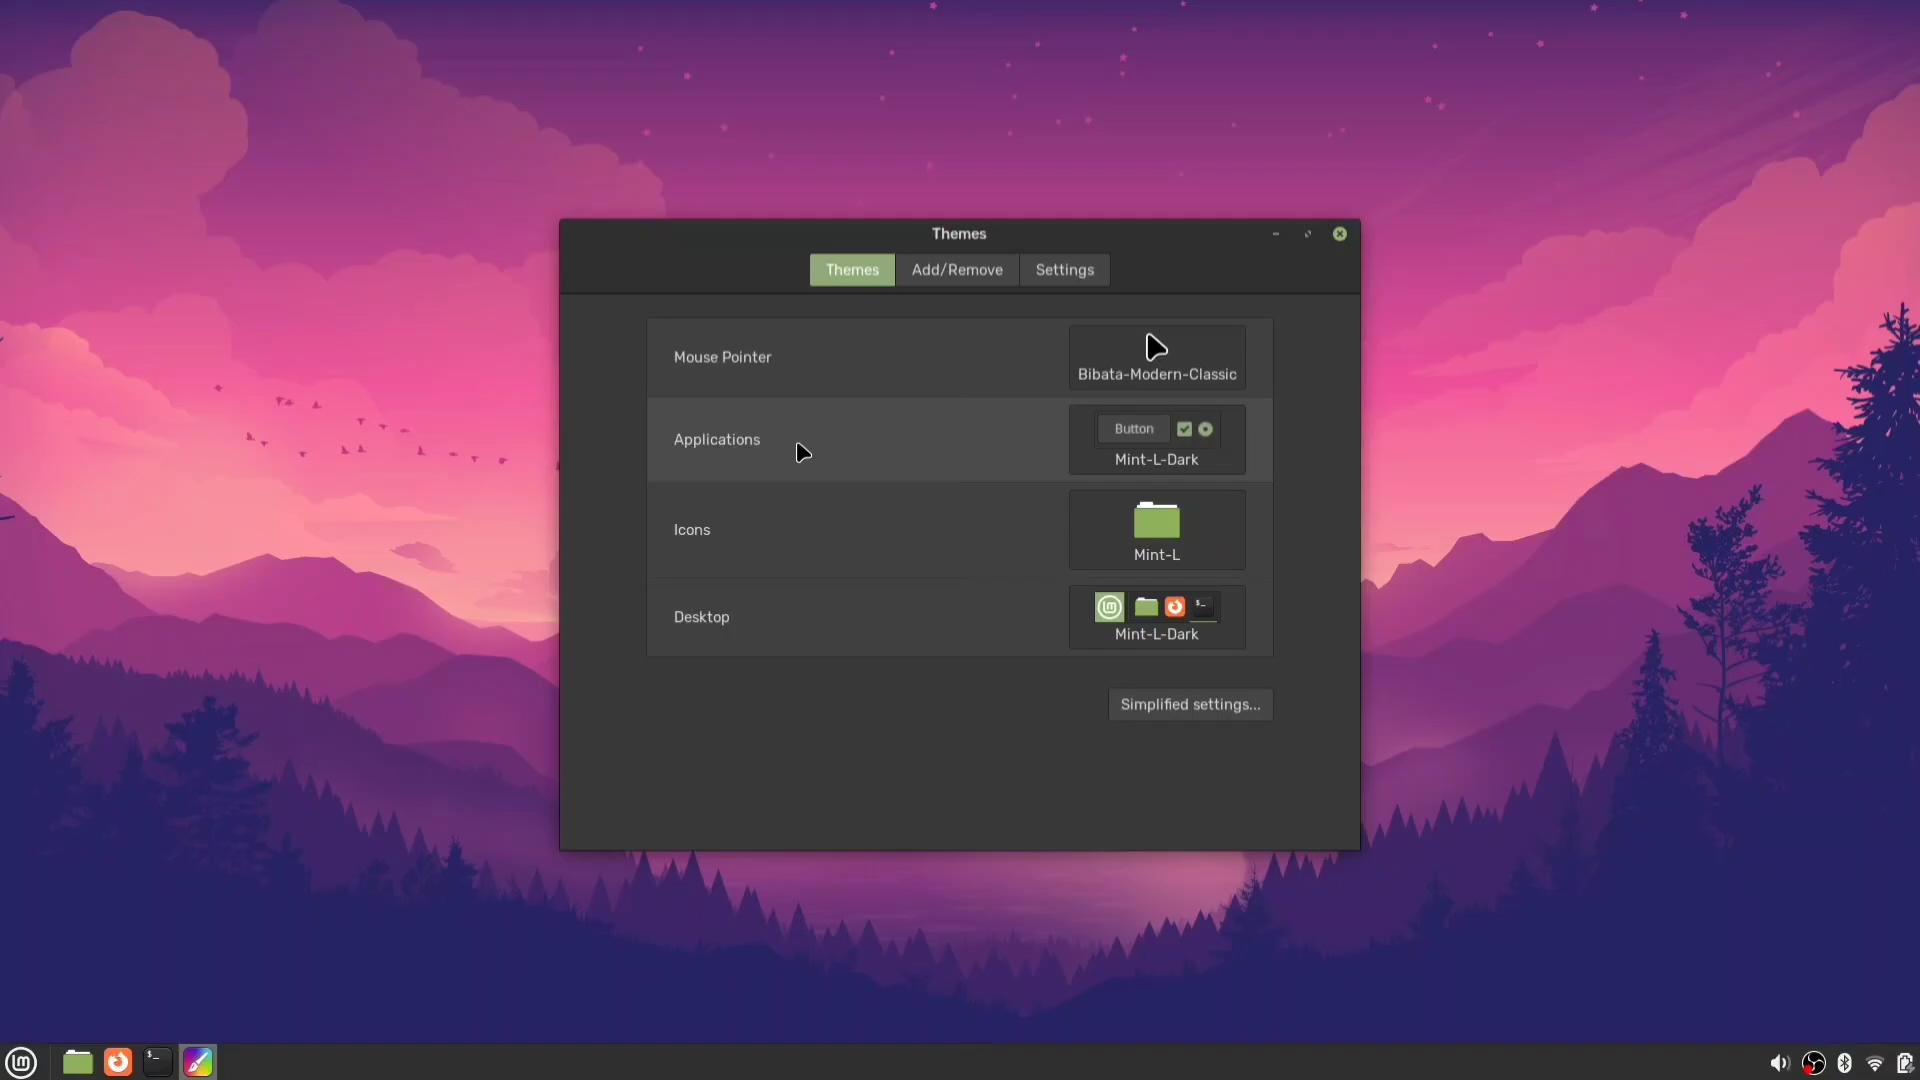 Themes
Themes
Add/Remove
Settings
Mouse Pointer
Bibata-Modern-Classic
Applications
Button
Mint-L-Dark
Icons
Mint-L
Desktop
$_
Mint-L-Dark
Simplified settings...
$_